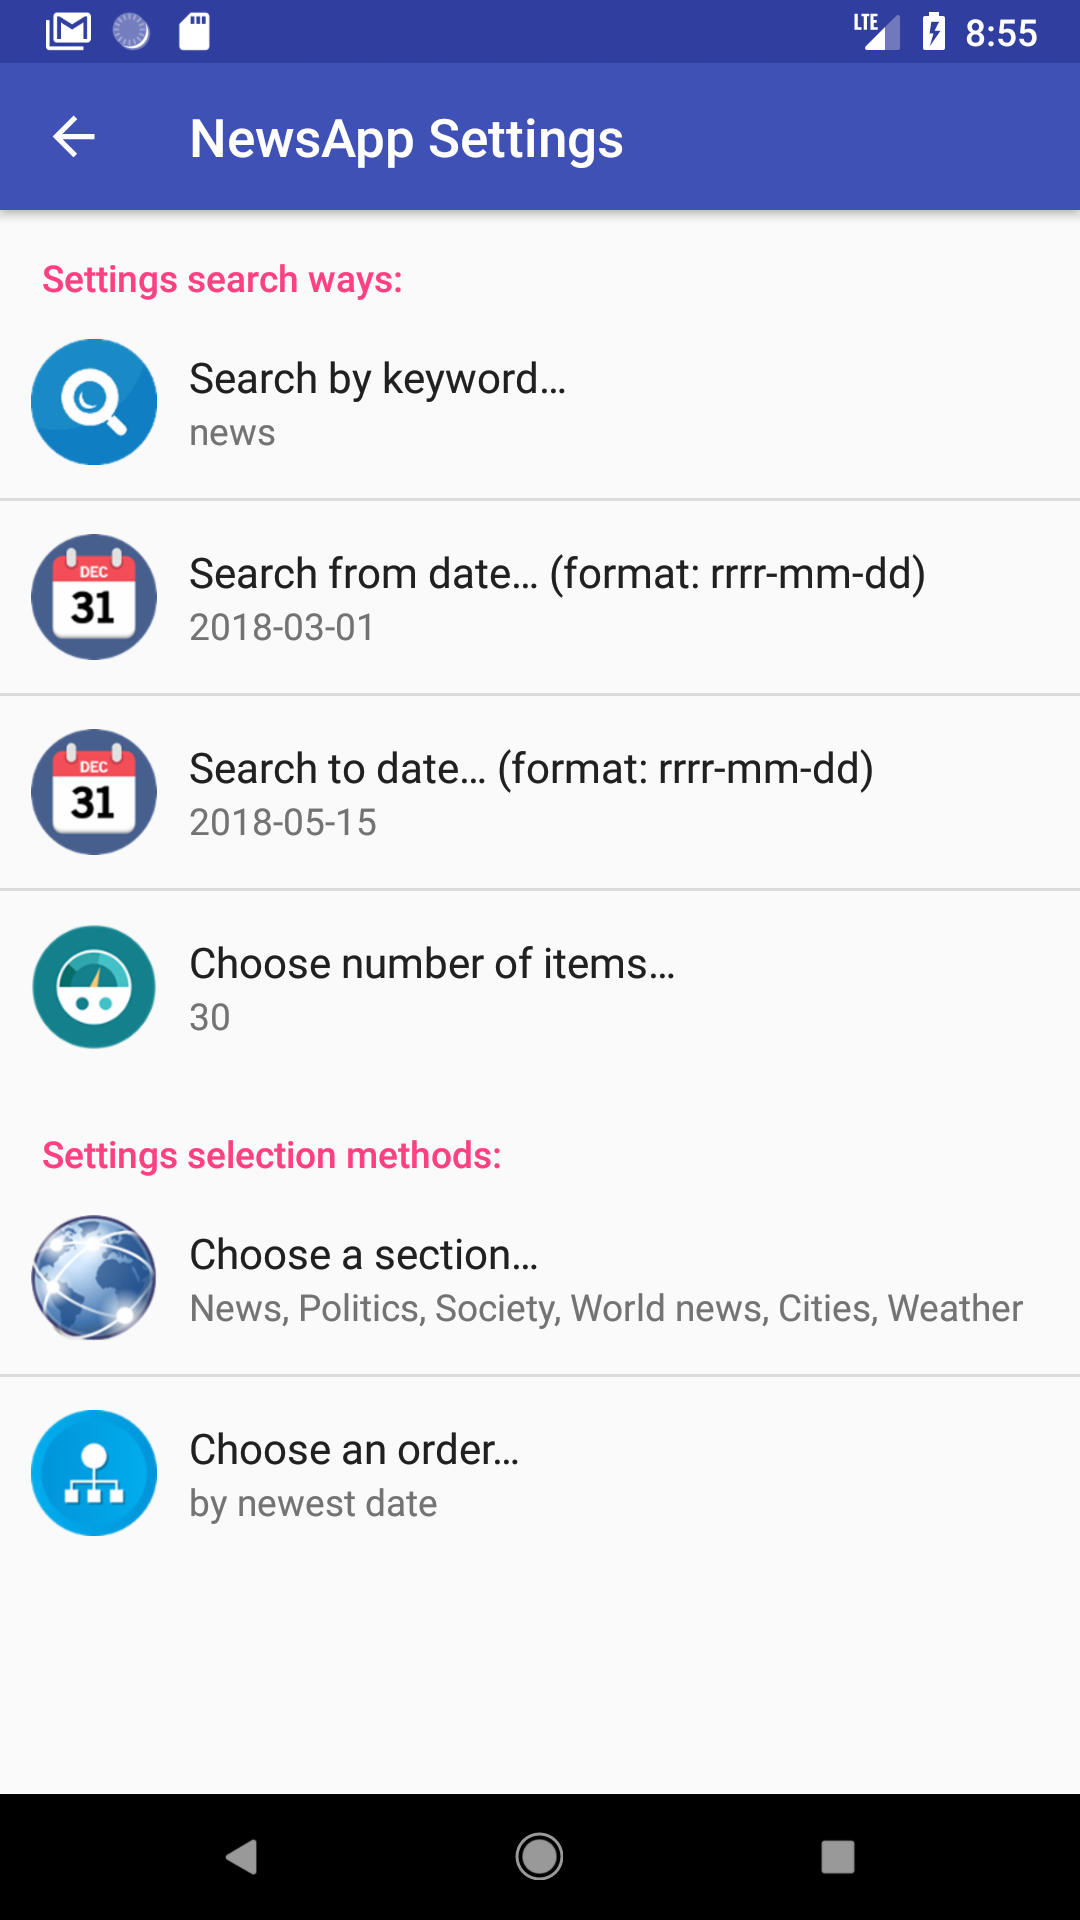 LTE 8:55
NewsApp Settings
Settings search ways:
Search by keyword...
news
DEC
31
Search from date... (format: rrrr-mm-dd)
2018-03-01
DEC
31
Search to date... (format: rrrr-mm-dd)
2018-05-15
Choose number of items...
30
Settings selection methods:
Choose a section...
News, Politics, Society, World news, Cities, Weather
Choose an order...
by newest date